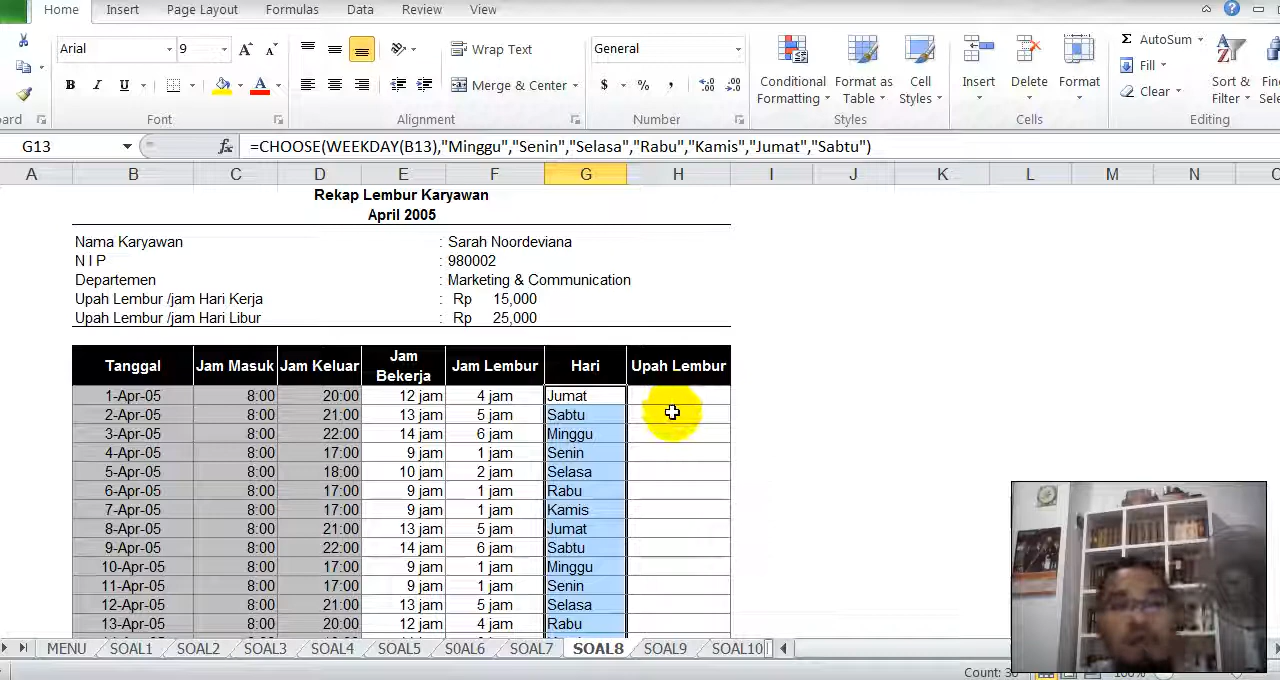 Home Insert Page Layout Formulas Data Review View
Arial 9 Wrap Text General AutoSum
Fill
B I U Merge & Center $ % , Conditional Formatting Format as Table Cell Styles Insert Delete Format Clear Sort & Filter
Font Alignment Number Styles Cells Editing
G13 fx =CHOOSE(WEEKDAY(B13),"Minggu","Senin","Selasa","Rabu","Kamis","Jumat","Sabtu")
A B C D E F G H I J K L M N
Rekap Lembur Karyawan
April 2005
Nama Karyawan : Sarah Noordeviana
N I P : 980002
Departemen : Marketing & Communication
Upah Lembur /jam Hari Kerja : Rp 15,000
Upah Lembur /jam Hari Libur : Rp 25,000
Tanggal Jam Masuk Jam Keluar Jam Bekerja Jam Lembur Hari Upah Lembur
1-Apr-05 8:00 20:00 12 jam 4 jam Jumat
2-Apr-05 8:00 21:00 13 jam 5 jam Sabtu
3-Apr-05 8:00 22:00 14 jam 6 jam Minggu
4-Apr-05 8:00 17:00 9 jam 1 jam Senin
5-Apr-05 8:00 18:00 10 jam 2 jam Selasa
6-Apr-05 8:00 17:00 9 jam 1 jam Rabu
7-Apr-05 8:00 17:00 9 jam 1 jam Kamis
8-Apr-05 8:00 21:00 13 jam 5 jam Jumat
9-Apr-05 8:00 22:00 14 jam 6 jam Sabtu
10-Apr-05 8:00 17:00 9 jam 1 jam Minggu
11-Apr-05 8:00 17:00 9 jam 1 jam Senin
12-Apr-05 8:00 21:00 13 jam 5 jam Selasa
13-Apr-05 8:00 20:00 12 jam 4 jam Rabu
MENU SOAL1 SOAL2 SOAL3 SOAL4 SOAL5 S0AL6 SOAL7 SOAL8 SOAL9 SOAL10
Count: